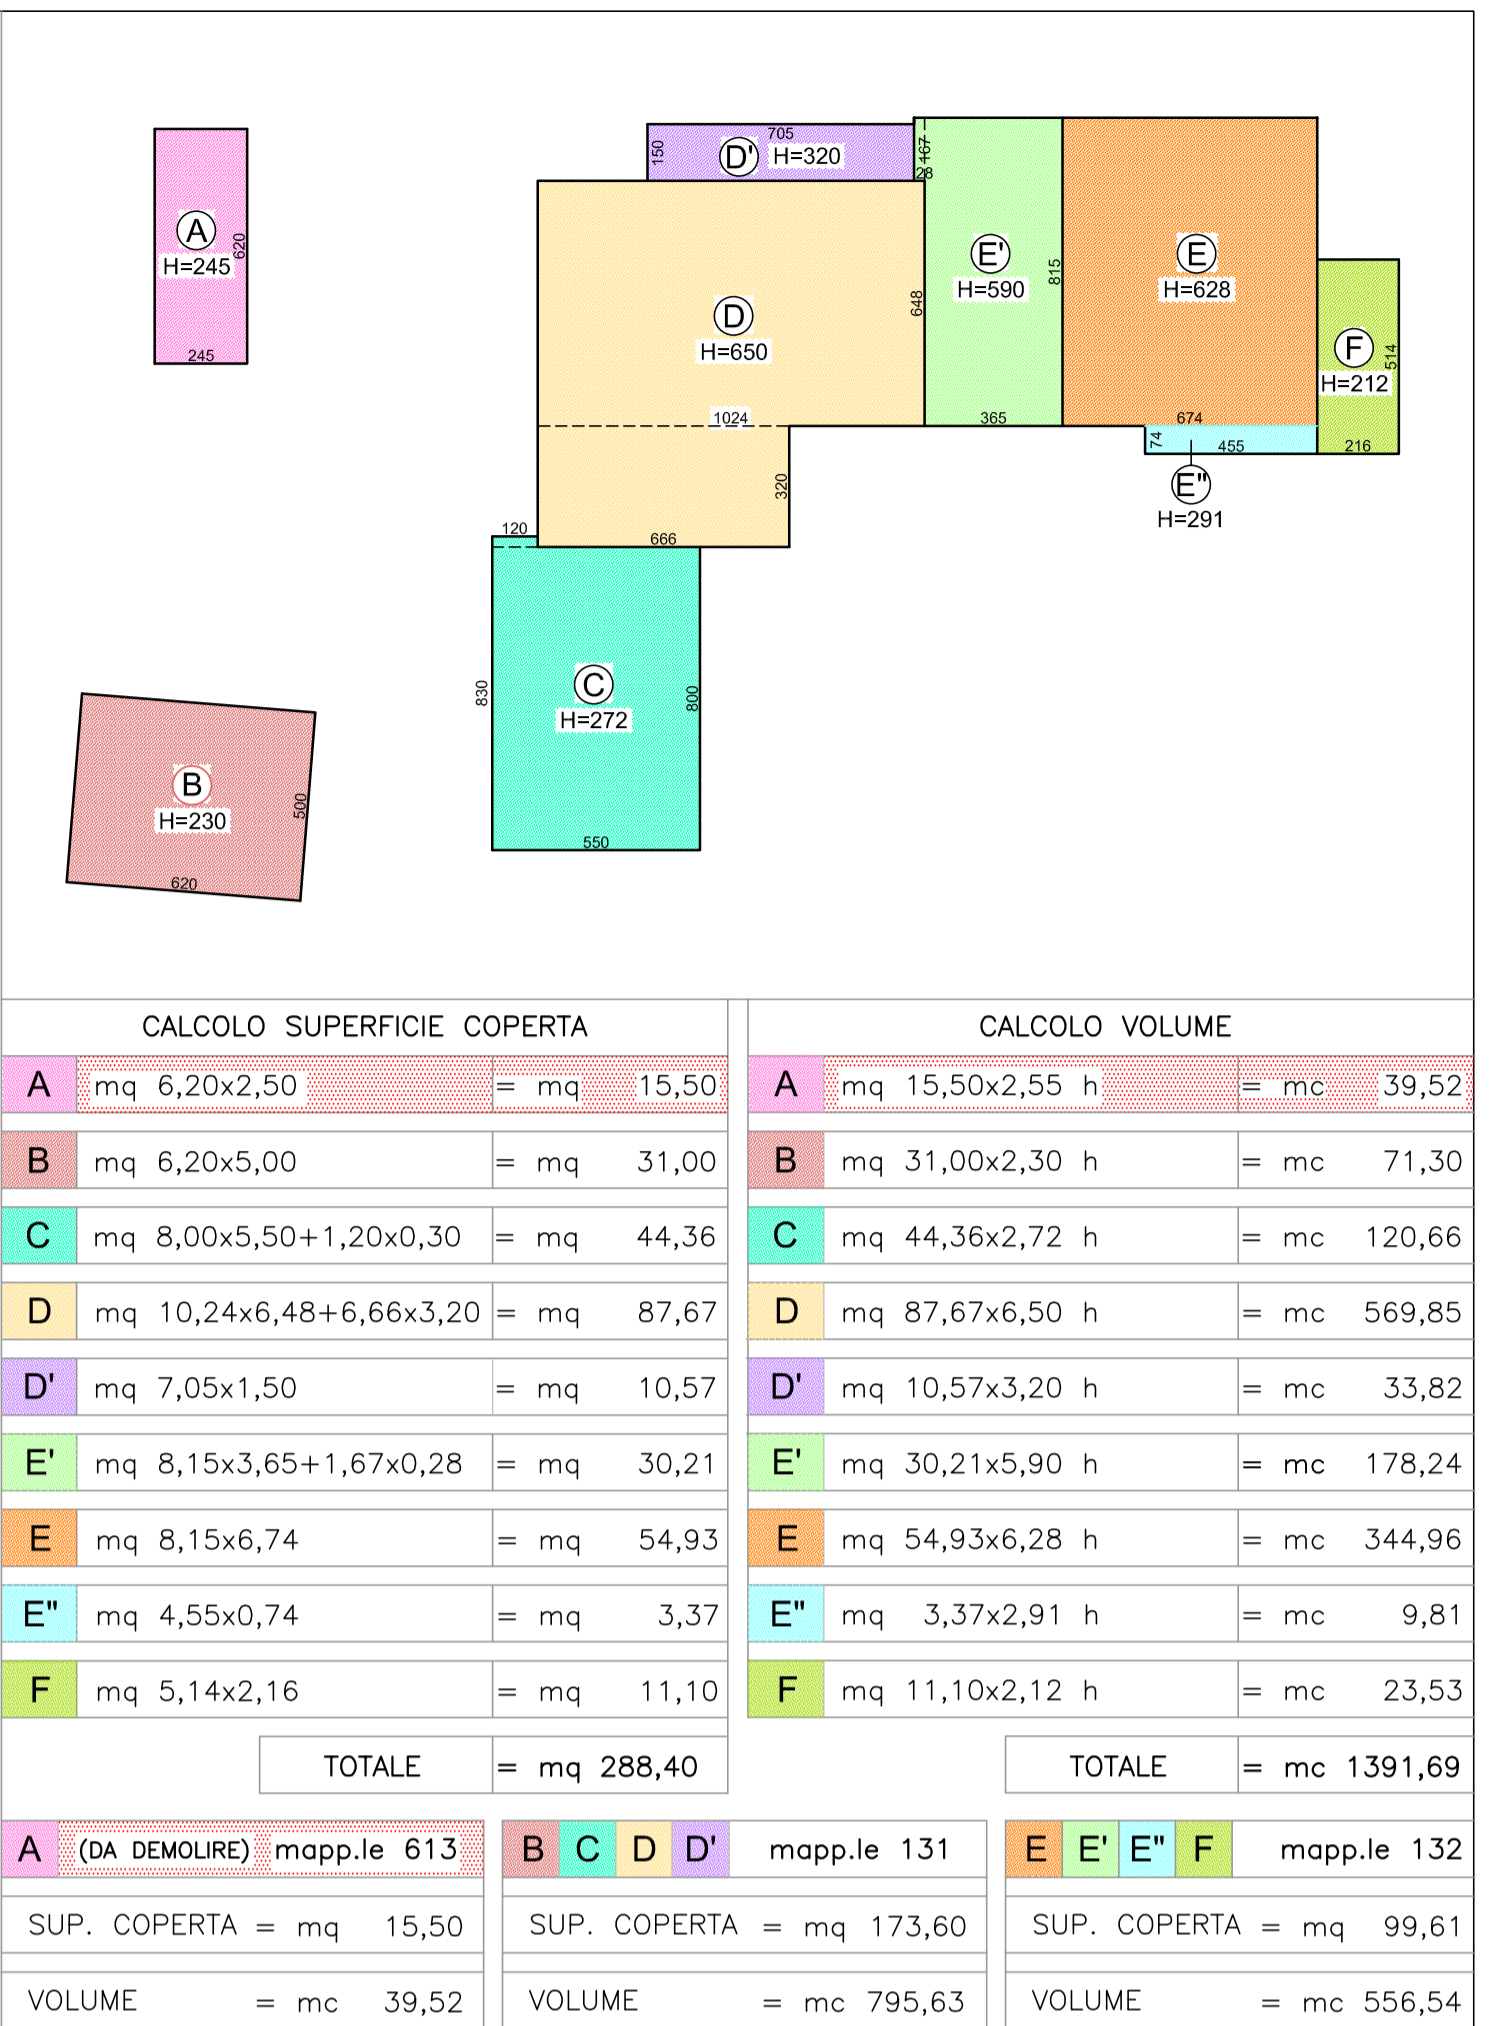 705
150
D' H=320
167
28
A
H=245
620
245
D
H=650
648
1024
E'
H=590
815
365
E
H=628
674
F
H=212
514
216
74
455
E"
H=291
320
120
666
C
H=272
830
800
550
B
H=230
500
620
CALCOLO SUPERFICIE COPERTA
A mq 6,20x2,50 = mq 15,50
B mq 6,20x5,00 = mq 31,00
C mq 8,00x5,50+1,20x0,30 = mq 44,36
D mq 10,24x6,48+6,66x3,20 = mq 87,67
D' mq 7,05x1,50 = mq 10,57
E' mq 8,15x3,65+1,67x0,28 = mq 30,21
E mq 8,15x6,74 = mq 54,93
E" mq 4,55x0,74 = mq 3,37
F mq 5,14x2,16 = mq 11,10
TOTALE = mq 288,40
CALCOLO VOLUME
A mq 15,50x2,55 h = mc 39,52
B mq 31,00x2,30 h = mc 71,30
C mq 44,36x2,72 h = mc 120,66
D mq 87,67x6,50 h = mc 569,85
D' mq 10,57x3,20 h = mc 33,82
E' mq 30,21x5,90 h = mc 178,24
E mq 54,93x6,28 h = mc 344,96
E" mq 3,37x2,91 h = mc 9,81
F mq 11,10x2,12 h = mc 23,53
TOTALE = mc 1391,69
A (DA DEMOLIRE) mapp.le 613
SUP. COPERTA = mq 15,50
VOLUME = mc 39,52
B C D D' mapp.le 131
SUP. COPERTA = mq 173,60
VOLUME = mc 795,63
E E' E" F mapp.le 132
SUP. COPERTA = mq 99,61
VOLUME = mc 556,54